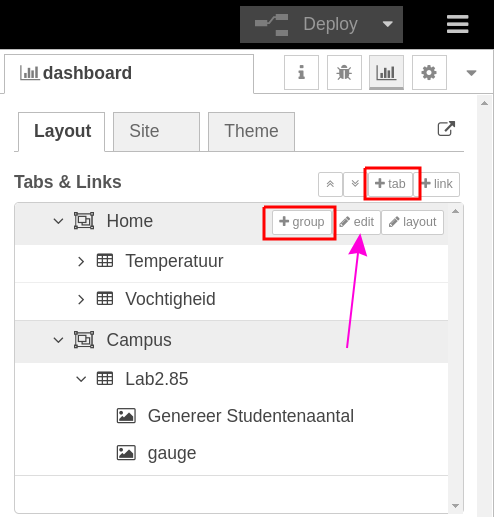 Deploy
dashboard
Layout Site Theme
Tabs & Links tab link
Home group edit layout
Temperatuur
Vochtigheid
Campus
Lab2.85
Genereer Studentenaantal
gauge